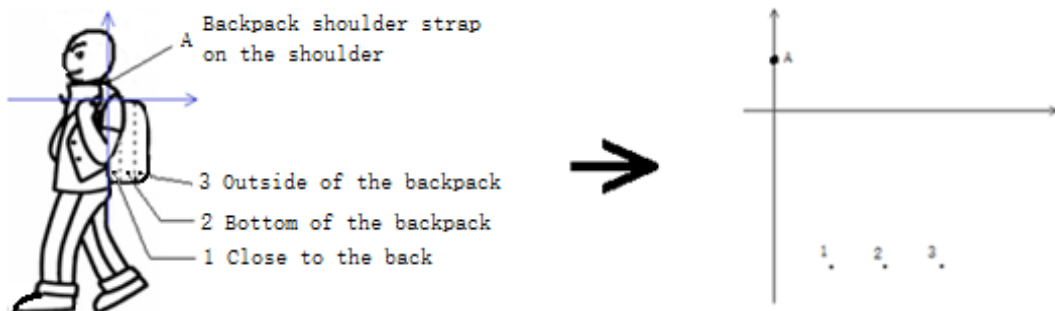 A Backpack shoulder strap
on the shoulder
3 Outside of the backpack
2 Bottom of the backpack
1 Close to the back
A
1 2 3